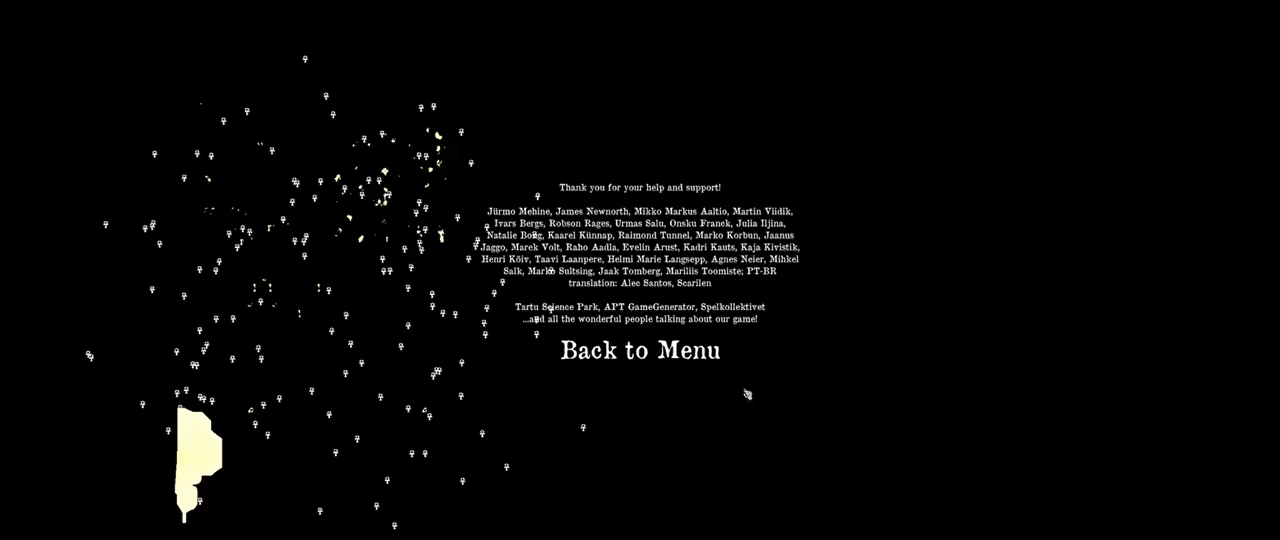 Thank you for your help and support!
Jürmo Mehine, James Newnorth, Mikko Markus Aaltio, Martin Viidik,
Ivars Bergs, Robson Rages, Urmas Salu, Onsku Franck, Julia Iljina,
Natalie Bong, Kaarel Künnap, Raimond Tunnel, Marko Korbun, Jaanus
Jaggo, Marek Volt, Raho Aadla, Evelin Arust, Kadri Kauts, Kaja Kivistik,
Henri Kõiv, Taavi Laanpere, Helmi Marie Langsepp, Agnes Neier, Mihkel
Salk, Marko Sultsing, Jaak Tomberg, Mariliis Toomiste; PT-BR
translation: Alec Santos, Scarilen
Tartu Science Park, APT GameGenerator, Spelkollektivet
...and all the wonderful people talking about our game!
Back to Menu